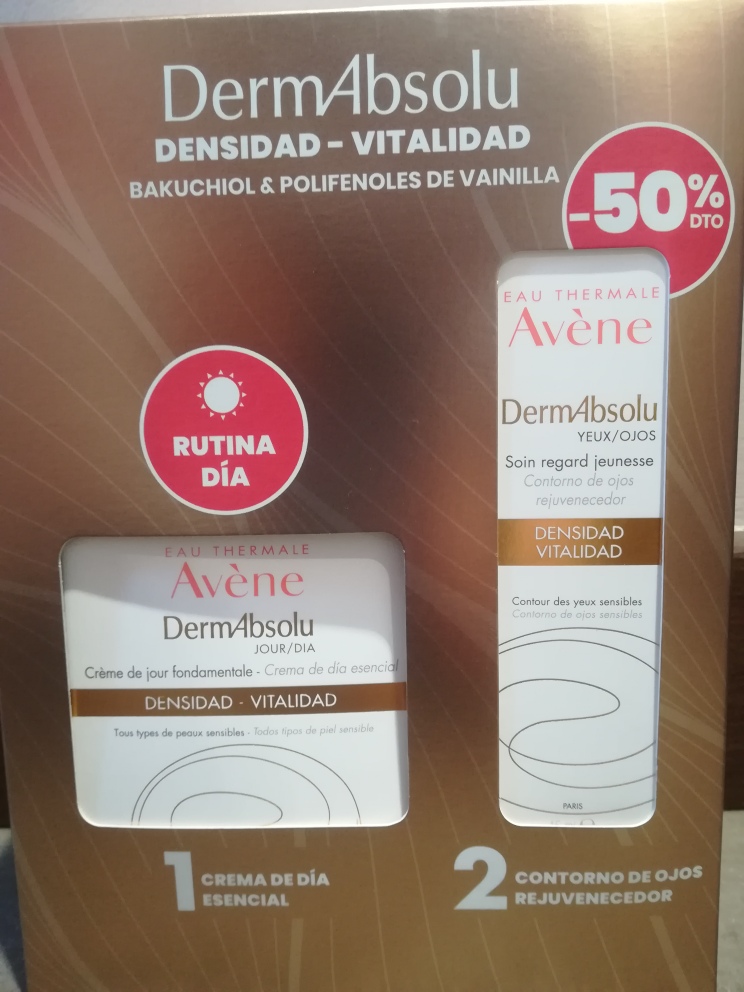 DermAbsolu
DENSIDAD - VITALIDAD
BAKUCHIOL & POLIFENOLES DE VAINILLA
-50%
DTO
RUTINA
DÍA
EAU THERMALE
Avène
DermAbsolu
JOUR/DIA
Crème de jour fondamentale - Crema de día esencial
DENSIDAD - VITALIDAD
Tous types de peaux sensibles - Todos tipos de piel sensible
EAU THERMALE
Avène
DermAbsolu
YEUX/OJOS
Soin regard jeunesse
Contorno de ojos
rejuvenecedor
DENSIDAD
VITALIDAD
Contour des yeux sensibles
Contorno de ojos sensibles
PARIS
1 CREMA DE DÍA
ESENCIAL
2 CONTORNO DE OJOS
REJUVENECEDOR